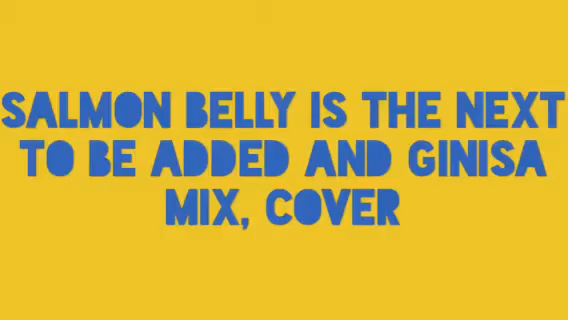 SALMON BELLY IS THE NEXT
TO BE ADDED AND GINISA
MIX, COVER